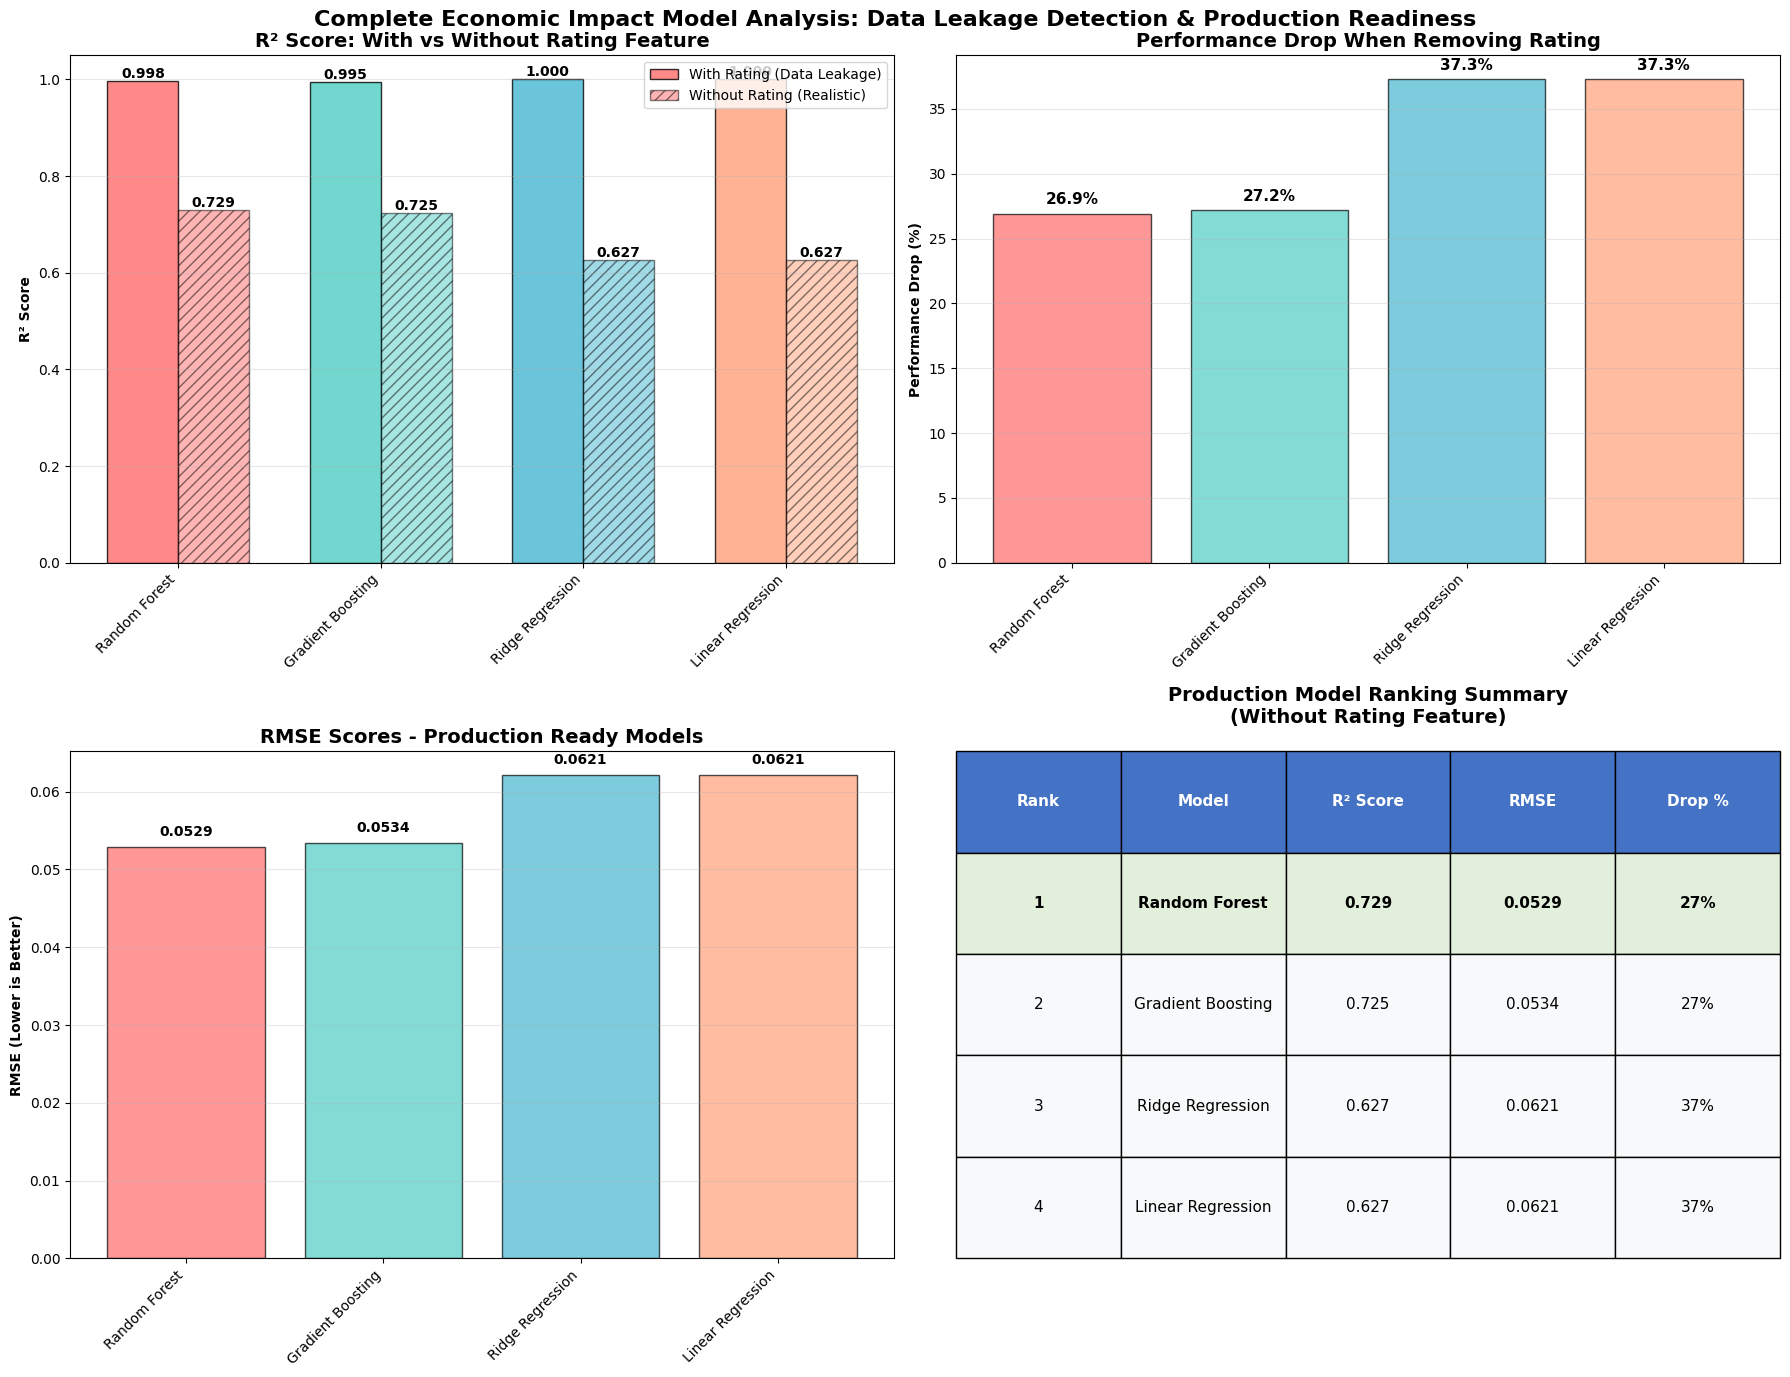 Complete Economic Impact Model Analysis: Data Leakage Detection & Production Readiness
R² Score: With vs Without Rating Feature
With Rating (Data Leakage)
Without Rating (Realistic)
R² Score
1.0
0.8
0.6
0.4
0.2
0.0
0.998
0.729
0.995
0.725
1.000
0.627
0.627
Random Forest
Gradient Boosting
Ridge Regression
Linear Regression
Performance Drop When Removing Rating
Performance Drop (%)
35
30
25
20
15
10
5
0
26.9%
27.2%
37.3%
37.3%
Random Forest
Gradient Boosting
Ridge Regression
Linear Regression
RMSE Scores - Production Ready Models
RMSE (Lower is Better)
0.06
0.05
0.04
0.03
0.02
0.01
0.00
0.0529
0.0534
0.0621
0.0621
Random Forest
Gradient Boosting
Ridge Regression
Linear Regression
Production Model Ranking Summary
(Without Rating Feature)
Rank Model R² Score RMSE Drop %
1 Random Forest 0.729 0.0529 27%
2 Gradient Boosting 0.725 0.0534 27%
3 Ridge Regression 0.627 0.0621 37%
4 Linear Regression 0.627 0.0621 37%